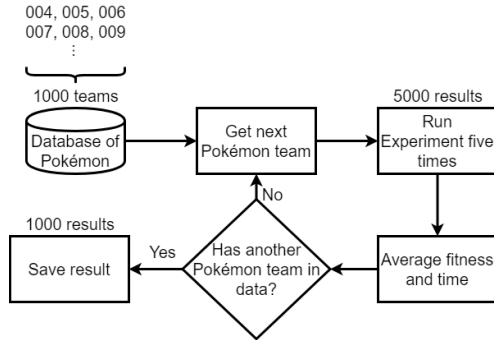 004, 005, 006
007, 008, 009
⋮
1000 teams
Database of
Pokémon
Get next
Pokémon team
5000 results
Run
Experiment five
times
Average fitness
and time
Has another
Pokémon team in
data?
No
Yes
1000 results
Save result